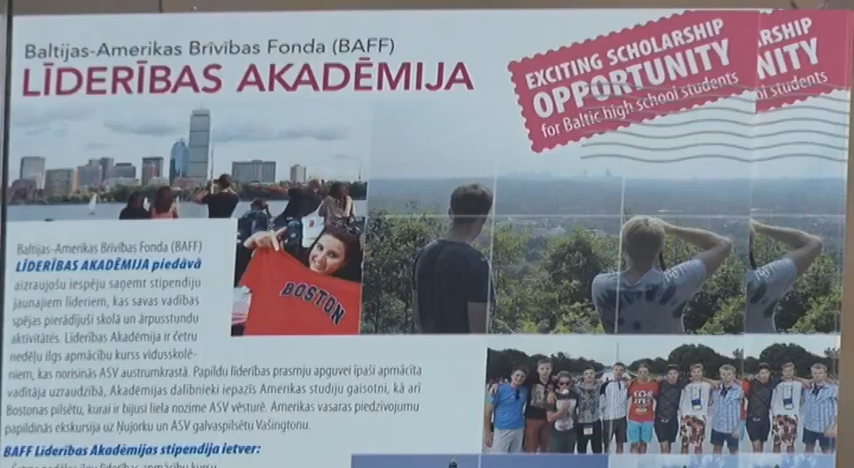 Baltijas-Amerikas Brīvības Fonda (BAFF)
LĪDERĪBAS AKADĒMIJA
EXCITING SCHOLARSHIP
OPPORTUNITY
for Baltic high school students
RSHIP
NITY
ol students
BOSTON
Baltijas-Amerikas Brīvības Fonda (BAFF)
LĪDERĪBAS AKADĒMIJA piedāvā
aizraujošu iespēju saņemt stipendiju
jaunajiem līderiem, kas savas vadības
spējas pierādījuši skolā un ārpusstundu
aktivitātēs. Līderības Akadēmija ir četru
nedēļu ilgs apmācību kurss vidusskolē-
niem, kas norisinās ASV austrumkrastā. Papildu līderības prasmju apguvei īpaši apmācīta
vadītāja uzraudzībā, Akadēmijas dalībnieki iepazīs Amerikas studiju gaisotni, kā arī
Bostonas pilsētu, kurai ir bijusi liela nozīme ASV vēsturē. Amerikas vasaras piedzīvojumu
papildinās ekskursija uz Ņujorku un ASV galvaspilsētu Vašingtonu.
BAFF Līderības Akadēmijas stipendija ietver: